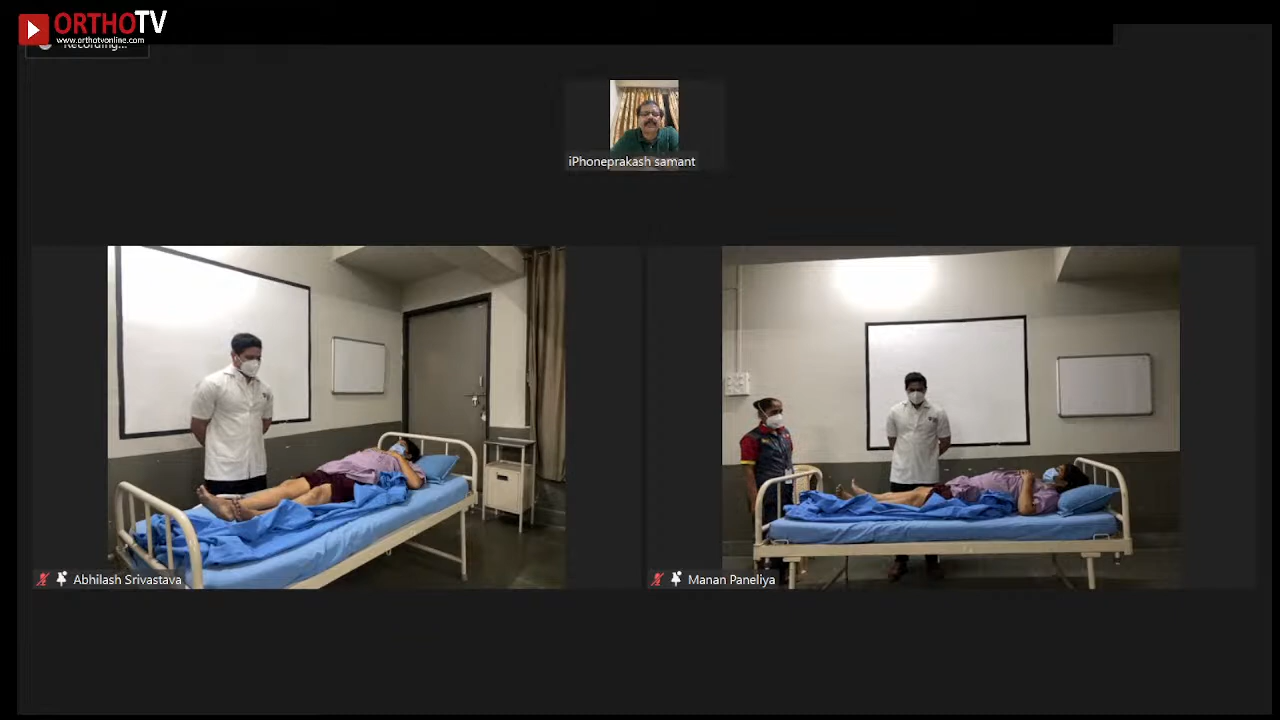 ORTHOTV
www.orthotvonline.com
Recording...
iPhoneprakash samant
Abhilash Srivastava
Manan Paneliya